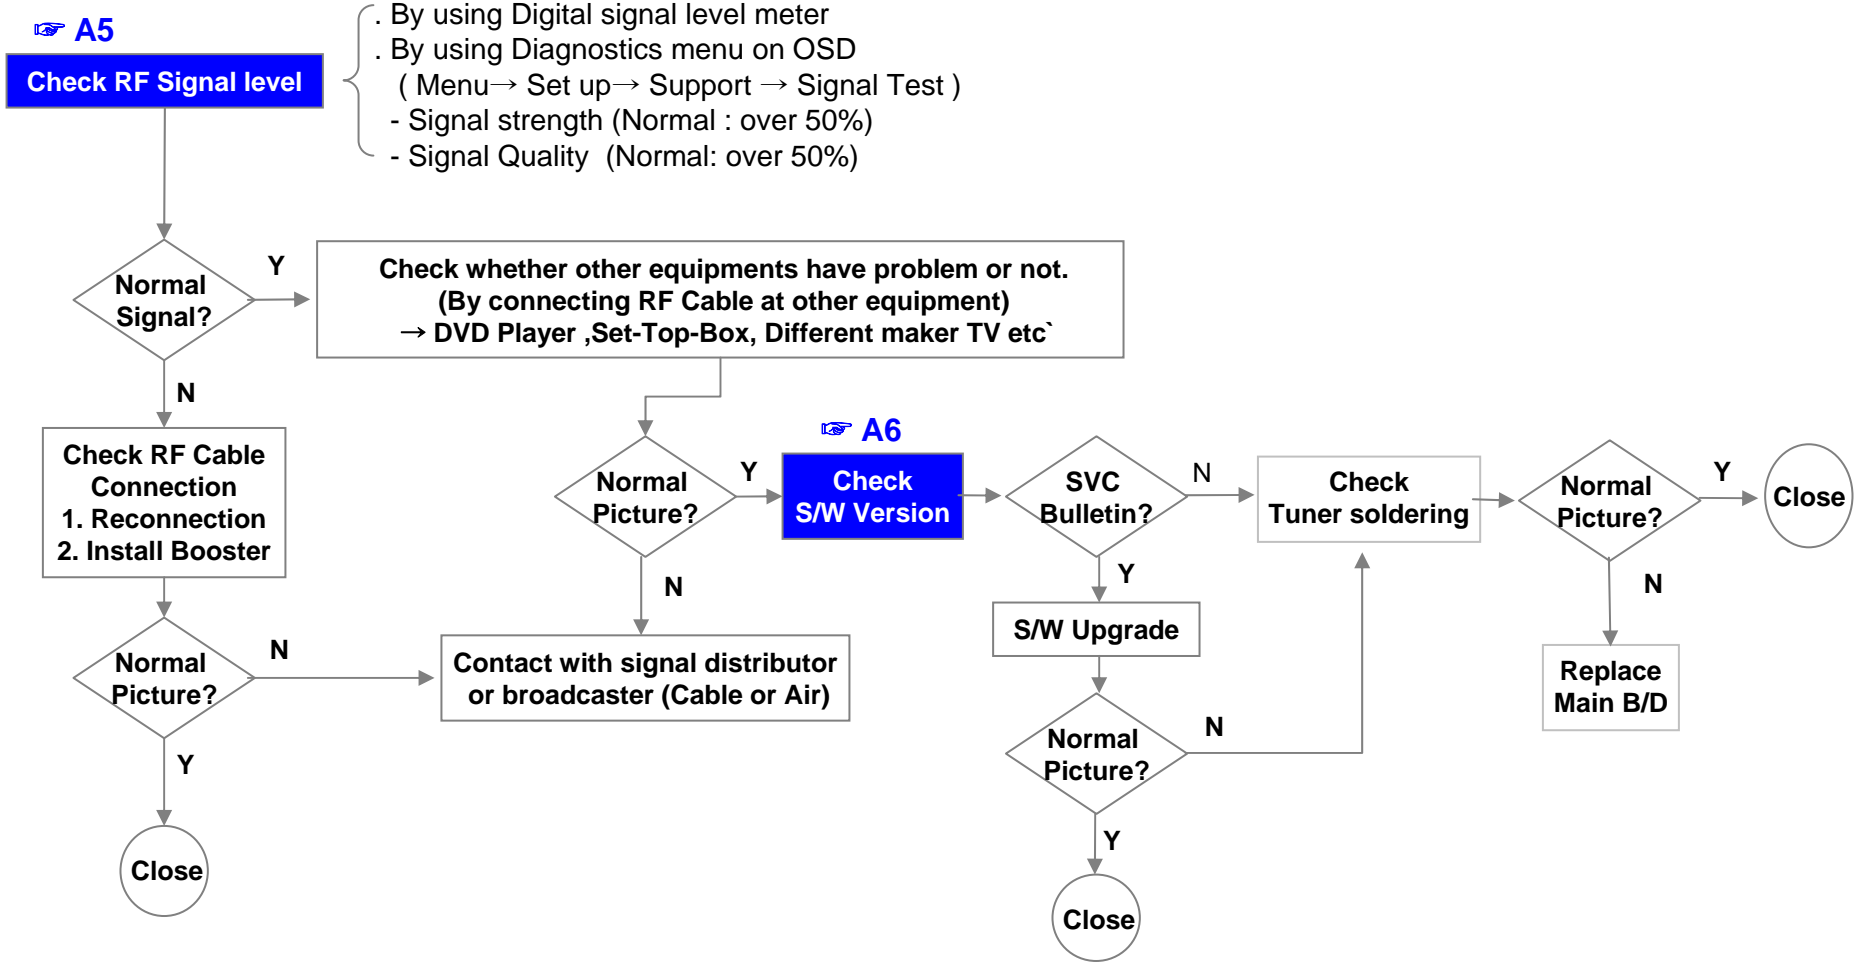 ☞ A5
Check RF Signal level
. By using Digital signal level meter
. By using Diagnostics menu on OSD
( Menu→ Set up→ Support → Signal Test )
- Signal strength (Normal : over 50%)
- Signal Quality (Normal: over 50%)
Normal
Signal?
Y
N
Check whether other equipments have problem or not.
(By connecting RF Cable at other equipment)
→ DVD Player ,Set-Top-Box, Different maker TV etc`
Check RF Cable
Connection
1. Reconnection
2. Install Booster
Normal
Picture?
Y
N
☞ A6
Check
S/W Version
SVC
Bulletin?
N
Y
Check
Tuner soldering
Normal
Picture?
Y
Close
N
Replace
Main B/D
S/W Upgrade
Normal
Picture?
N
Y
Close
Normal
Picture?
N
Contact with signal distributor
or broadcaster (Cable or Air)
Y
Close